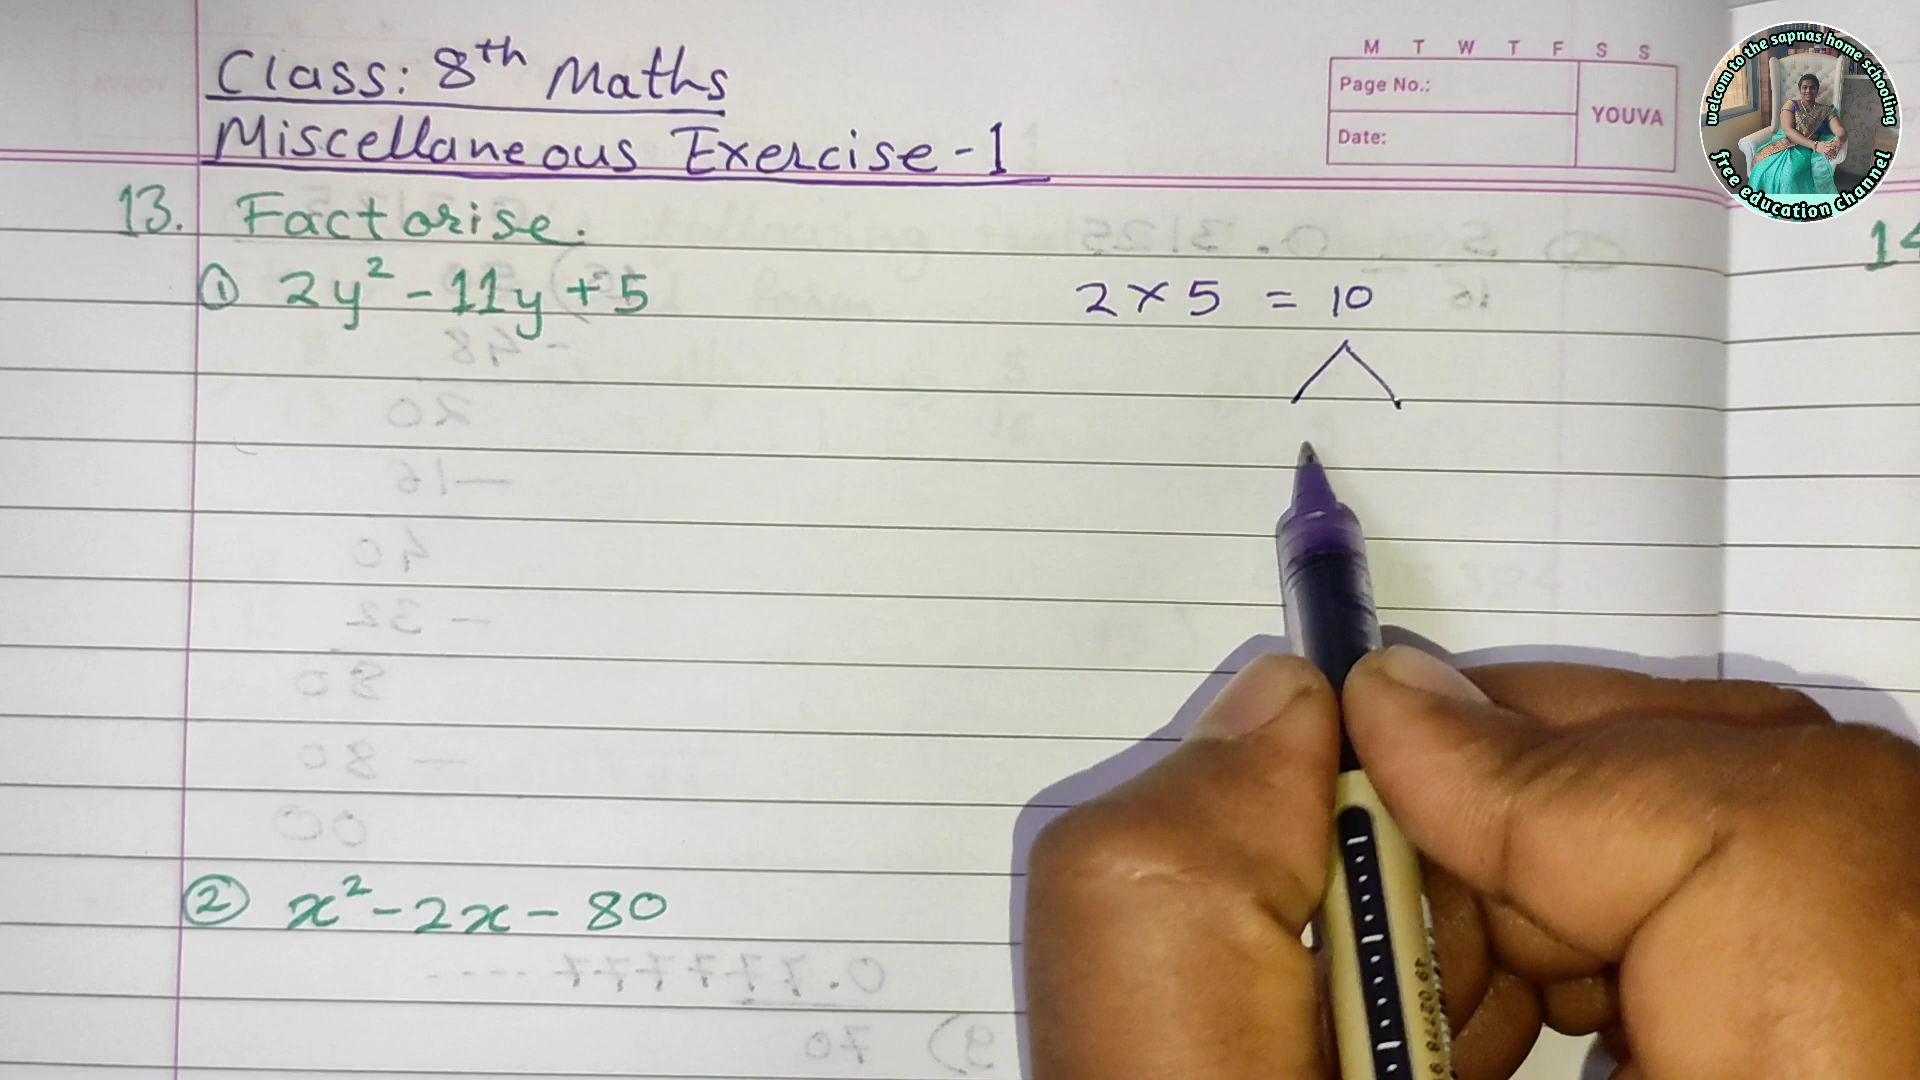 Class: 8th Maths
Miscellaneous Exercise - 1
M T W T F S S
Page No.:
YOUVA
Date:
welcom to the sapnas home schooling
free education channel
13. Factorise.
14
① 2y² - 11y + 5
2 × 5 = 10
② x² - 2x - 80